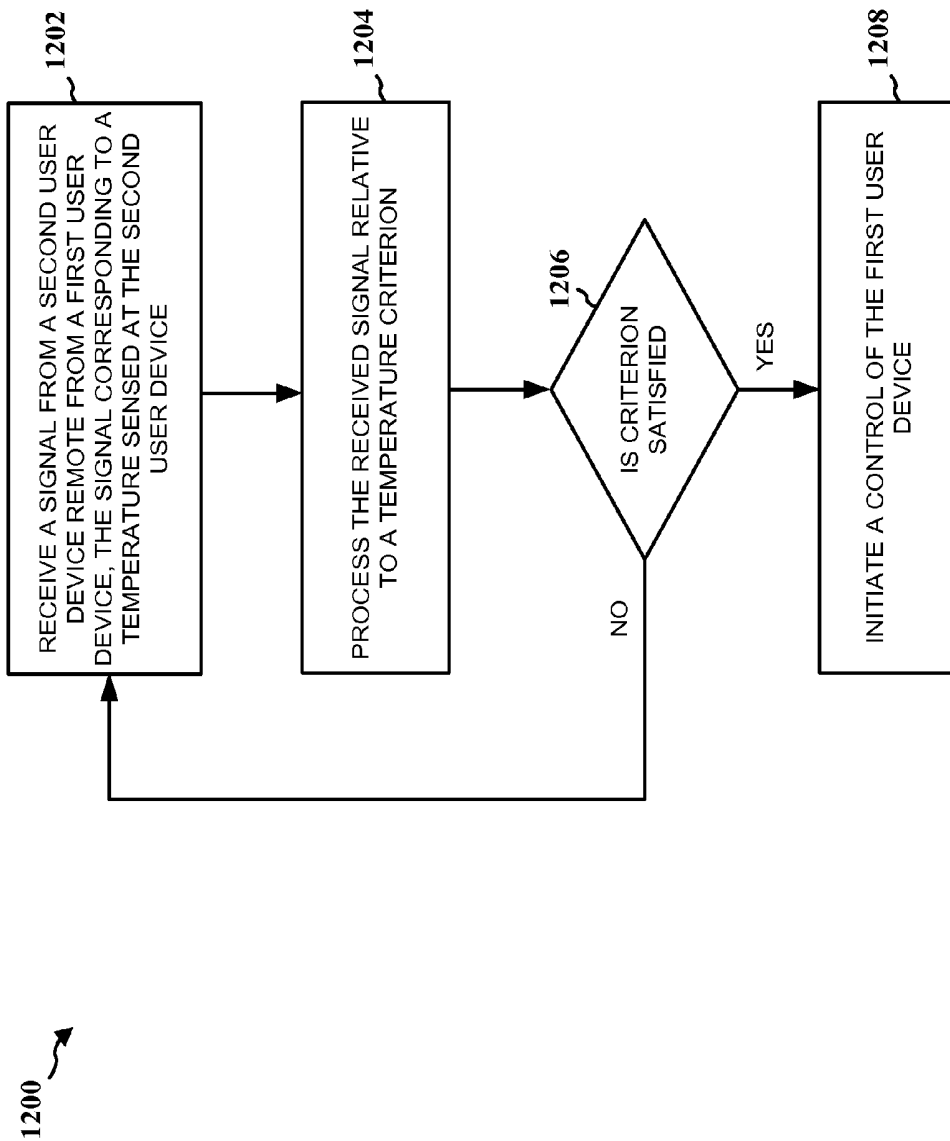 1200
1202
RECEIVE A SIGNAL FROM A SECOND USER
DEVICE REMOTE FROM A FIRST USER
DEVICE, THE SIGNAL CORRESPONDING TO A
TEMPERATURE SENSED AT THE SECOND
USER DEVICE
1204
PROCESS THE RECEIVED SIGNAL RELATIVE
TO A TEMPERATURE CRITERION
1206
IS CRITERION
SATISFIED
NO
YES
1208
INITIATE A CONTROL OF THE FIRST USER
DEVICE